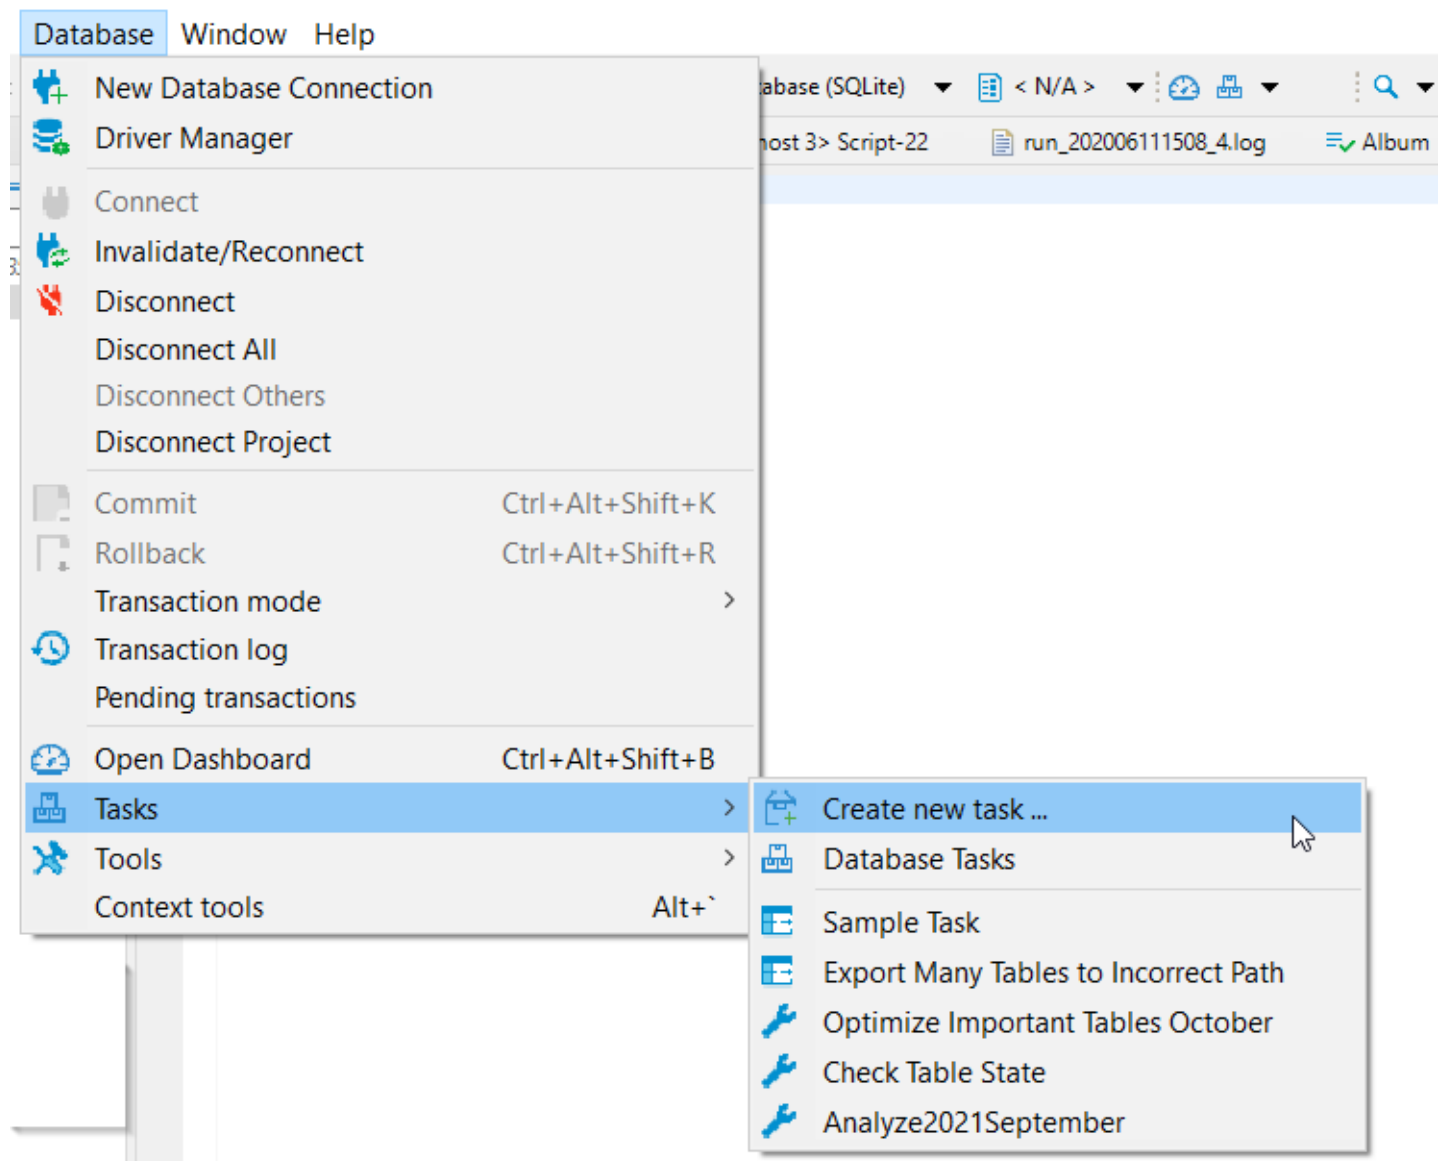 Database Window Help
New Database Connection
Driver Manager
Connect
Invalidate/Reconnect
Disconnect
Disconnect All
Disconnect Others
Disconnect Project
Commit Ctrl+Alt+Shift+K
Rollback Ctrl+Alt+Shift+R
Transaction mode
Transaction log
Pending transactions
Open Dashboard Ctrl+Alt+Shift+B
Tasks
Tools
Context tools Alt+`
(SQLite) < N/A >
3> Script-22 run_202006111508_4.log Album
Create new task ...
Database Tasks
Sample Task
Export Many Tables to Incorrect Path
Optimize Important Tables October
Check Table State
Analyze2021September